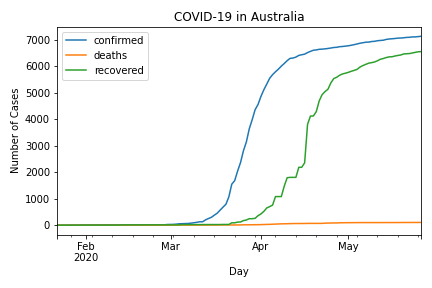 COVID-19 in Australia
confirmed
deaths
recovered
Number of Cases
7000
6000
5000
4000
3000
2000
1000
0
Feb Mar Apr May
2020
Day